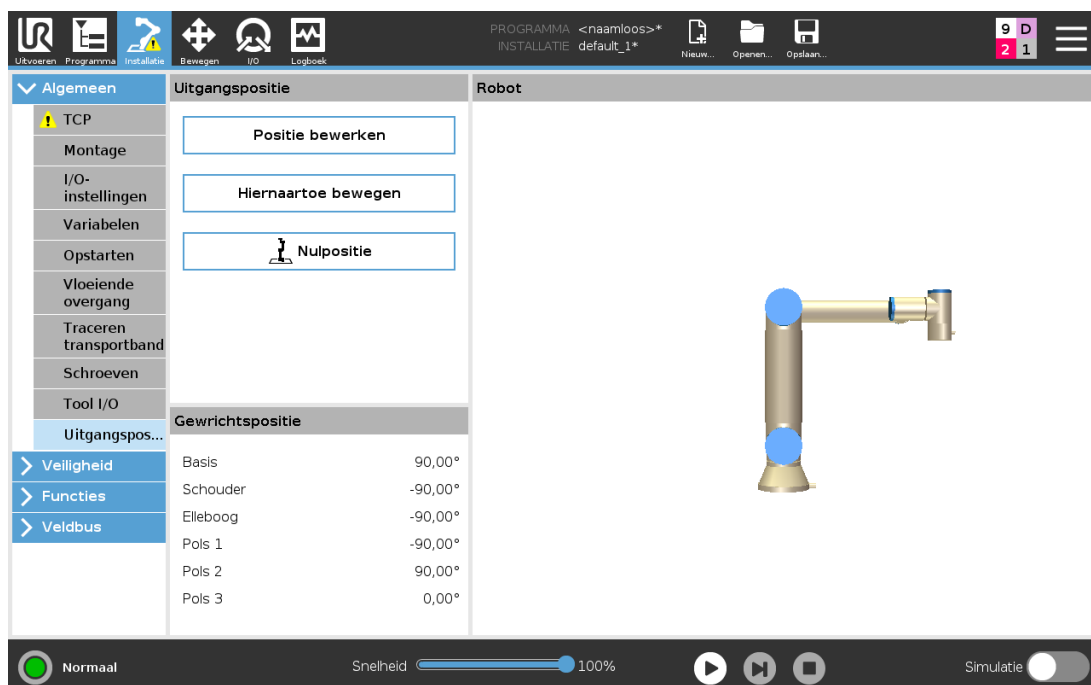 UR
PROGRAMMA <naamloos>*
INSTALLATIE default_1*
Uitvoeren Programma Installatie Bewegen I/O Logboek Nieuw... Openen... Opslaan...
9 D
2 1
Algemeen
TCP
Montage
I/O-
instellingen
Variabelen
Opstarten
Vloeiende
overgang
Traceren
transportband
Schroeven
Tool I/O
Uitgangspos...
Veiligheid
Functies
Veldbus
Uitgangspositie
Positie bewerken
Hiernaartoe bewegen
Nulpositie
Gewrichtspositie
Basis 90,00°
Schouder -90,00°
Elleboog -90,00°
Pols 1 -90,00°
Pols 2 90,00°
Pols 3 0,00°
Robot
Normaal Snelheid 100% Simulatie